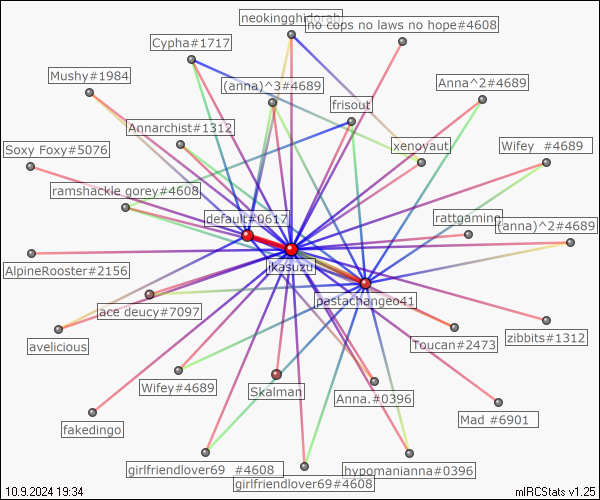 neokingghidorah
no cops no laws no hope#4608
Cypha#1717
Mushy#1984
(anna)^3#4689
Anna^2#4689
frisout
Annarchist#1312
Soxy Foxy#5076
xenoyaut
Wifey   #4689
ramshackle gorey#4608
default#0617
rattgaming
(anna)^2#4689
ikasuzu
AlpineRooster#2156
pastachangeo41
ace deucy#7097
avelicious
Toucan#2473
zibbits#1312
Wifey#4689
Skalman
Anna.#0396
Mad  #6901
fakedingo
girlfriendlover69   #4608
hypomanianna#0396
girlfriendlover69#4608
10.9.2024 19:34
mIRCStats v1.25